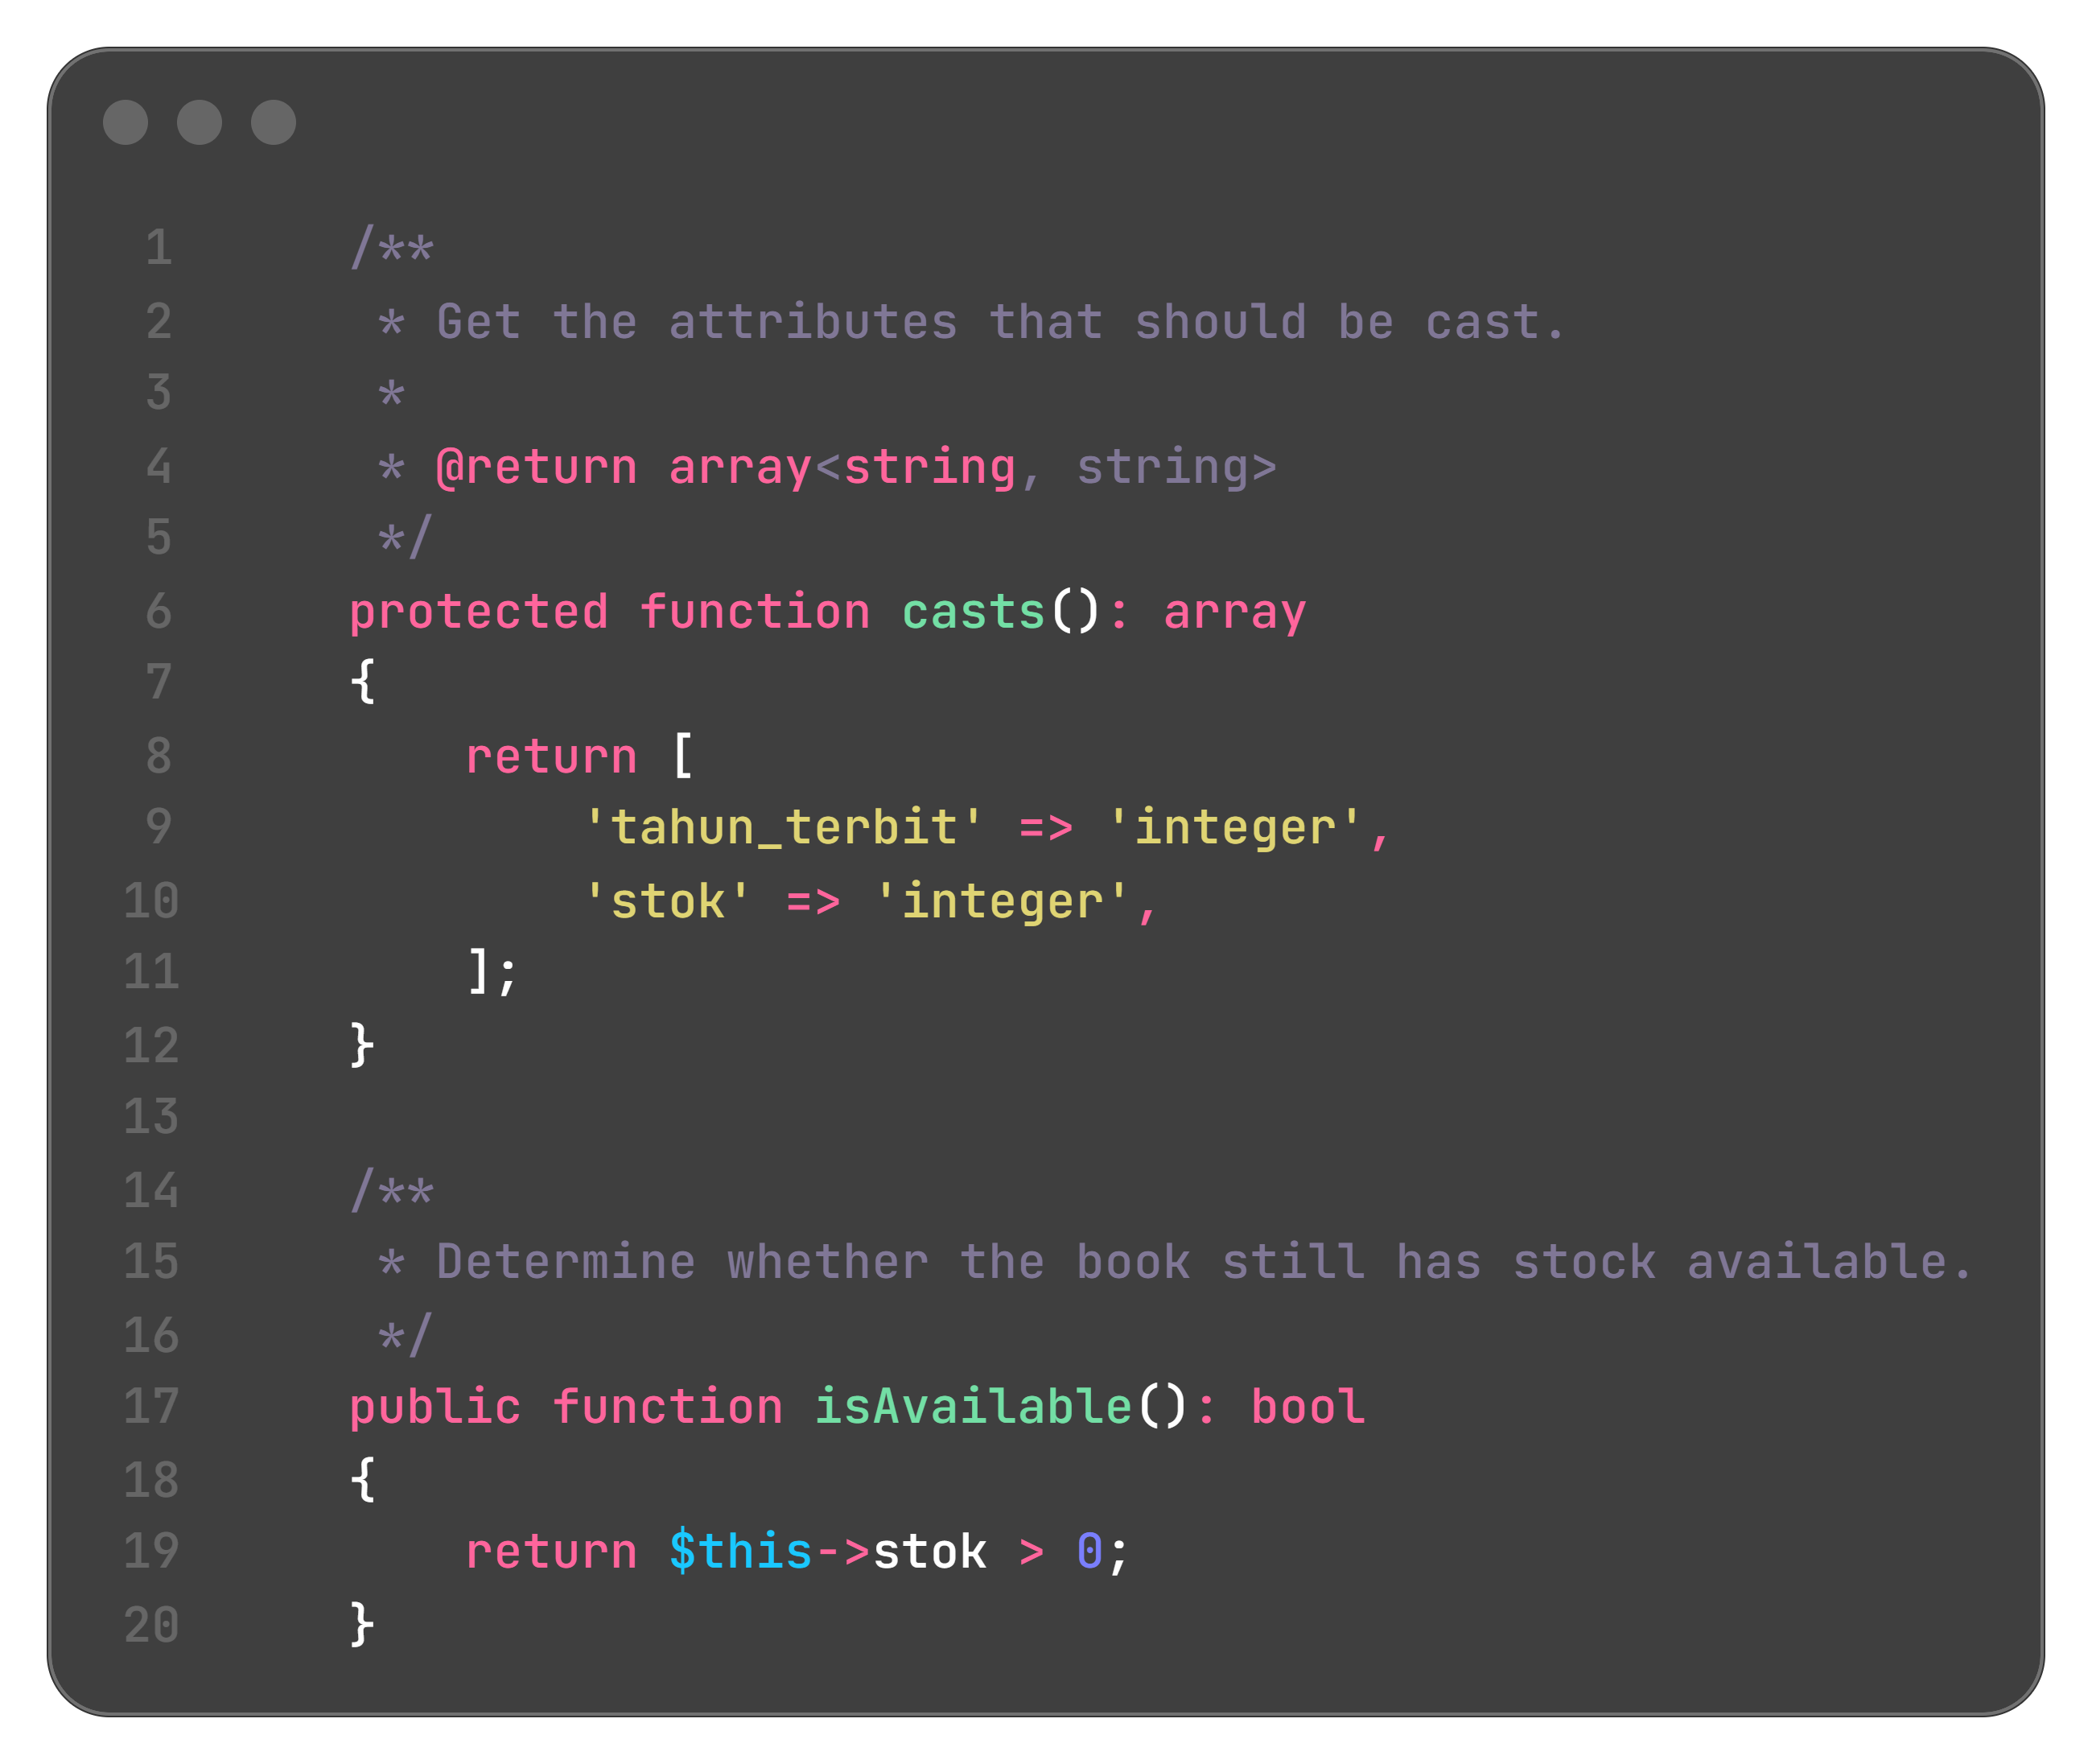 1 /**
2 * Get the attributes that should be cast.
3 *
4 * @return array<string, string>
5 */
6 protected function casts(): array
7 {
8 return [
9 'tahun_terbit' => 'integer',
10 'stok' => 'integer',
11 ];
12 }
13
14 /**
15 * Determine whether the book still has stock available.
16 */
17 public function isAvailable(): bool
18 {
19 return $this->stok > 0;
20 }